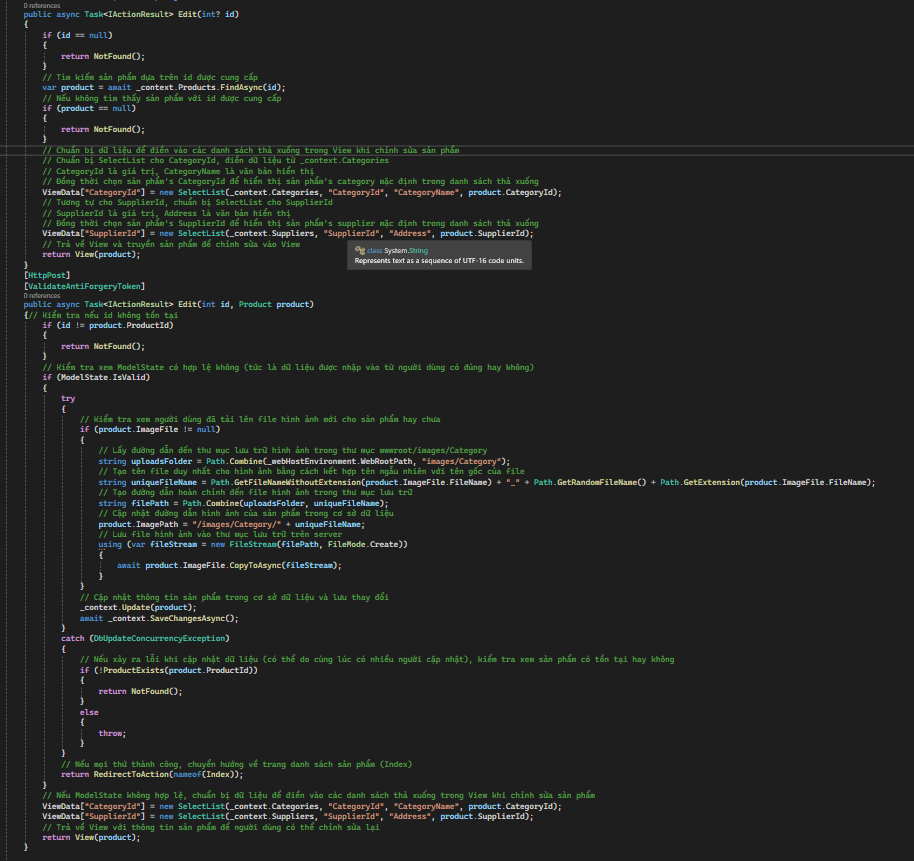 0 references
public async Task<IActionResult> Edit(int? id)
{
if (id == null)
{
return NotFound();
}
// Tìm kiếm sản phẩm dựa trên id được cung cấp
var product = await _context.Products.FindAsync(id);
// Nếu không tìm thấy sản phẩm với id được cung cấp
if (product == null)
{
return NotFound();
}
// Chuẩn bị dữ liệu để điền vào các danh sách thả xuống trong View khi chỉnh sửa sản phẩm
// Chuẩn bị SelectList cho CategoryId, điền dữ liệu từ _context.Categories
// CategoryId là giá trị, CategoryName là văn bản hiển thị
// Đồng thời chọn sản phẩm's CategoryId để hiển thị sản phẩm's category mặc định trong danh sách thả xuống
ViewData["CategoryId"] = new SelectList(_context.Categories, "CategoryId", "CategoryName", product.CategoryId);
// Tương tự cho SupplierId, chuẩn bị SelectList cho SupplierId
// SupplierId là giá trị, Address là văn bản hiển thị
// Đồng thời chọn sản phẩm's SupplierId để hiển thị sản phẩm's supplier mặc định trong danh sách thả xuống
ViewData["SupplierId"] = new SelectList(_context.Suppliers, "SupplierId", "Address", product.SupplierId);
// Trả về View và truyền sản phẩm để chỉnh sửa vào View
class System.String
return View(product);
Represents text as a sequence of UTF-16 code units.
}
[HttpPost]
[ValidateAntiForgeryToken]
0 references
public async Task<IActionResult> Edit(int id, Product product)
{// Kiểm tra nếu id không tồn tại
if (id != product.ProductId)
{
return NotFound();
}
// Kiểm tra xem ModelState có hợp lệ không (tức là dữ liệu được nhập vào từ người dùng có đúng hay không)
if (ModelState.IsValid)
{
try
{
// Kiểm tra xem người dùng đã tải lên file hình ảnh mới cho sản phẩm hay chưa
if (product.ImageFile != null)
{
// Lấy đường dẫn đến thư mục lưu trữ hình ảnh trong thư mục wwwroot/images/Category
string uploadsFolder = Path.Combine(_webHostEnvironment.WebRootPath, "images/Category");
// Tạo tên file duy nhất cho hình ảnh bằng cách kết hợp tên ngẫu nhiên với tên gốc của file
string uniqueFileName = Path.GetFileNameWithoutExtension(product.ImageFile.FileName) + "_" + Path.GetRandomFileName() + Path.GetExtension(product.ImageFile.FileName);
// Tạo đường dẫn hoàn chỉnh đến file hình ảnh trong thư mục lưu trữ
string filePath = Path.Combine(uploadsFolder, uniqueFileName);
// Cập nhật đường dẫn hình ảnh của sản phẩm trong cơ sở dữ liệu
product.ImagePath = "/images/Category/" + uniqueFileName;
// Lưu file hình ảnh vào thư mục lưu trữ trên server
using (var fileStream = new FileStream(filePath, FileMode.Create))
{
await product.ImageFile.CopyToAsync(fileStream);
}
}
// Cập nhật thông tin sản phẩm trong cơ sở dữ liệu và lưu thay đổi
_context.Update(product);
await _context.SaveChangesAsync();
}
catch (DbUpdateConcurrencyException)
{
// Nếu xảy ra lỗi khi cập nhật dữ liệu (có thể do cùng lúc có nhiều người cập nhật), kiểm tra xem sản phẩm có tồn tại hay không
if (!ProductExists(product.ProductId))
{
return NotFound();
}
else
{
throw;
}
}
// Nếu mọi thứ thành công, chuyển hướng về trang danh sách sản phẩm (Index)
return RedirectToAction(nameof(Index));
}
// Nếu ModelState không hợp lệ, chuẩn bị dữ liệu để điền vào các danh sách thả xuống trong View khi chỉnh sửa sản phẩm
ViewData["CategoryId"] = new SelectList(_context.Categories, "CategoryId", "CategoryName", product.CategoryId);
ViewData["SupplierId"] = new SelectList(_context.Suppliers, "SupplierId", "Address", product.SupplierId);
// Trả về View với thông tin sản phẩm để người dùng có thể chỉnh sửa lại
return View(product);
}